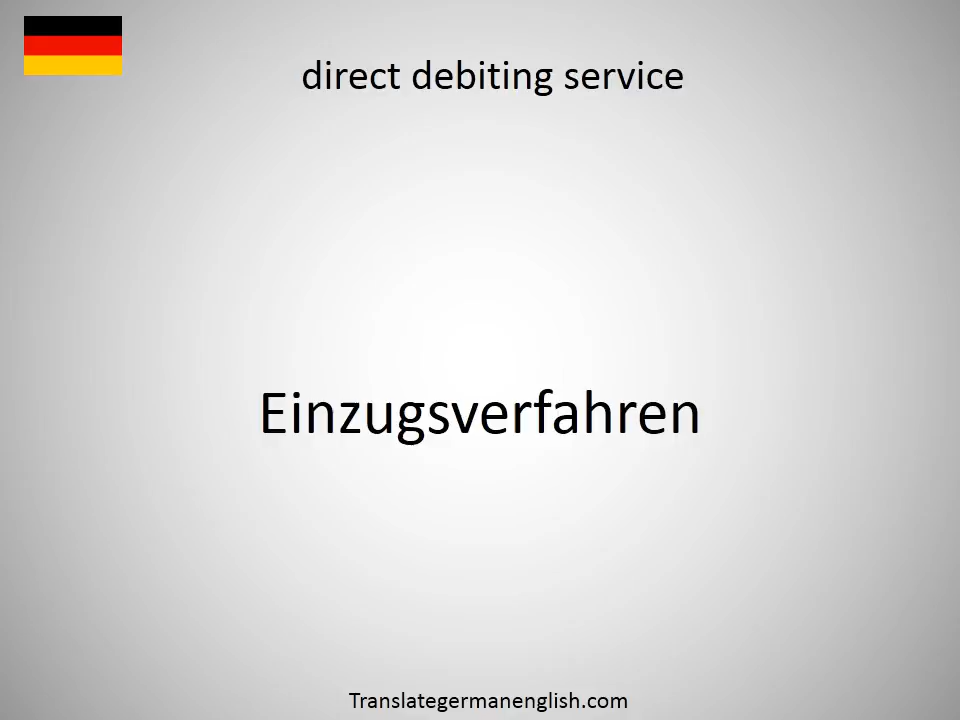 direct debiting service
Einzugsverfahren
Translategermanenglish.com